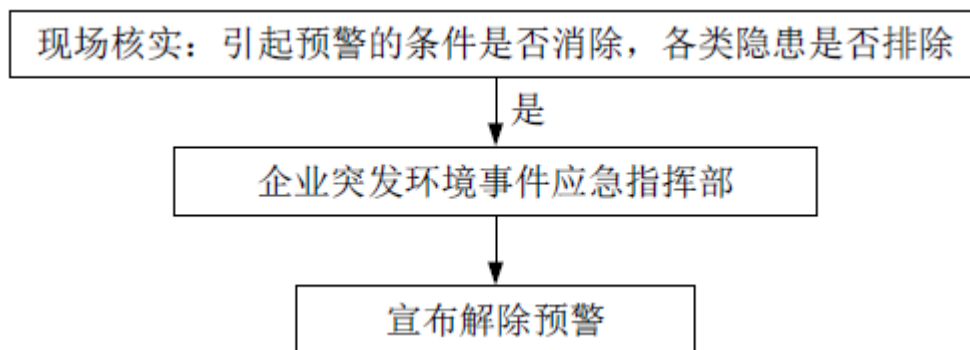 现场核实：引起预警的条件是否消除，各类隐患是否排除
是
企业突发环境事件应急指挥部
宣布解除预警